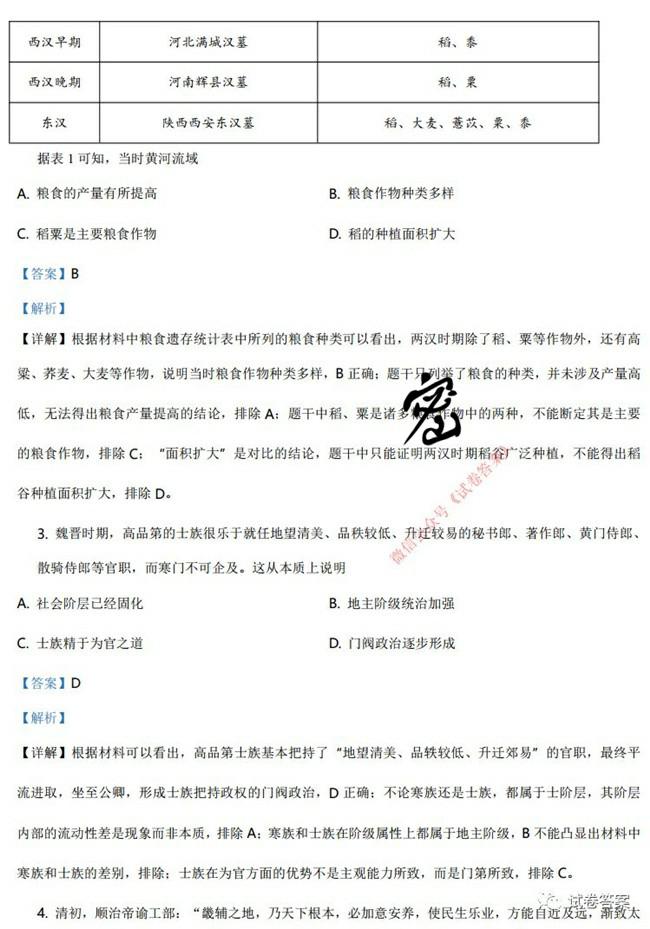 西汉早期 河北满城汉墓 稻、黍
西汉晚期 河南辉县汉墓 稻、粟
东汉 陕西西安东汉墓 稻、大麦、薏苡、粟、黍
据表 1 可知，当时黄河流域
A. 粮食的产量有所提高 B. 粮食作物种类多样
C. 稻粟是主要粮食作物 D. 稻的种植面积扩大
【答案】B
【解析】
【详解】根据材料中粮食遗存统计表中所列的粮食种类可以看出，两汉时期除了稻、粟等作物外，还有高
粱、荞麦、大麦等作物，说明当时粮食作物种类多样，B 正确；题干只列举了粮食的种类，并未涉及产量高
低，无法得出粮食产量提高的结论，排除 A；题干中稻、粟是诸多粮食作物中的两种，不能断定其是主要
的粮食作物，排除 C；“面积扩大”是对比的结论，题干中只能证明两汉时期稻谷广泛种植，不能得出稻
谷种植面积扩大，排除 D。
密
微信公众号《试卷答案》
3. 魏晋时期，高品第的士族很乐于就任地望清美、品秩较低、升迁较易的秘书郎、著作郎、黄门侍郎、
散骑侍郎等官职，而寒门不可企及。这从本质上说明
A. 社会阶层已经固化 B. 地主阶级统治加强
C. 士族精于为官之道 D. 门阀政治逐步形成
【答案】D
【解析】
【详解】根据材料可以看出，高品第士族基本把持了“地望清美、品轶较低、升迁郊易”的官职，最终平
流进取，坐至公卿，形成士族把持政权的门阀政治，D 正确；不论寒族还是士族，都属于士阶层，其阶层
内部的流动性差是现象而非本质，排除 A；寒族和士族在阶级属性上都属于地主阶级，B 不能凸显出材料中
寒族和士族的差别，排除；士族在为官方面的优势不是主观能力所致，而是门第所致，排除 C。
试卷答案
4. 清初，顺治帝谕工部：“畿辅之地，乃天下根本，必加意安养，使民生乐业，方能自近及远，渐致太